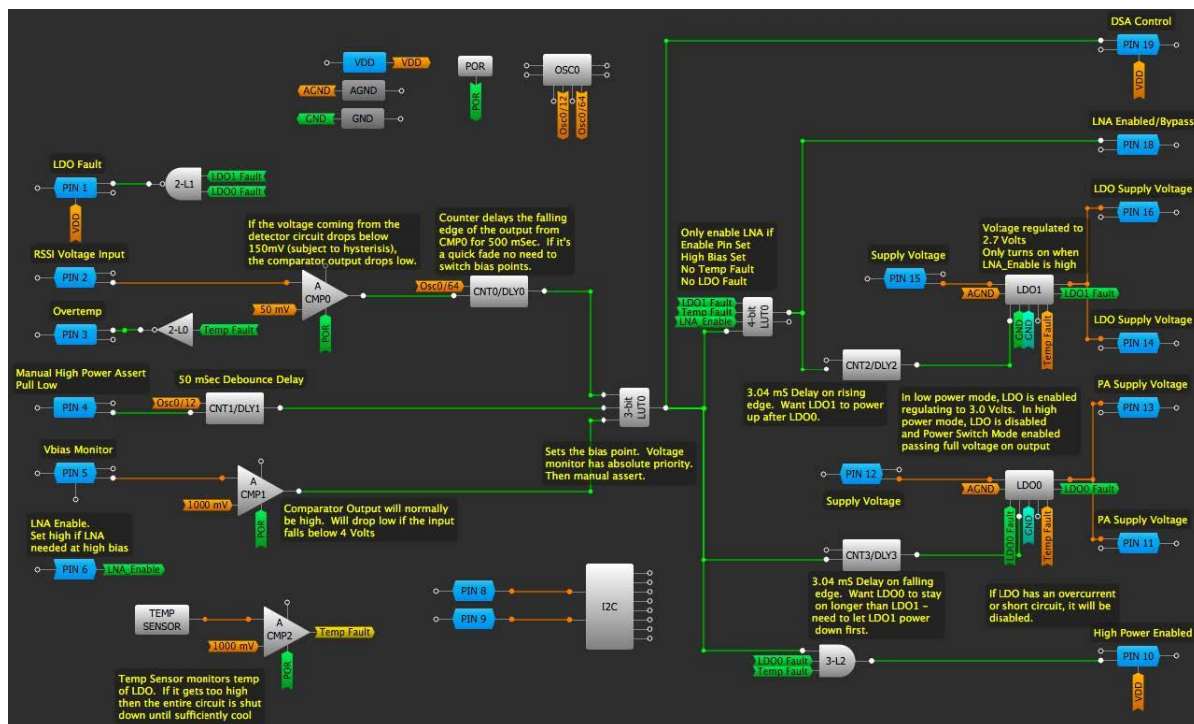 DSA Control
PIN 19
VDD
VDD
VDD
POR
POR
OSC0
Osc0/12
Osc0/64
AGND
AGND
GND
GND
LNA Enabled/Bypass
PIN 18
LDO Fault
PIN 1
VDD
2-L1
LDO1 Fault
LDO0 Fault
LDO Supply Voltage
PIN 16
If the voltage coming from the
detector circuit drops below
150mV (subject to hysterisis),
the comparator output drops low.
Counter delays the falling
edge of the output from
CMP0 for 500 mSec. If it's
a quick fade no need to
switch bias points.
Only enable LNA if
Enable Pin Set
High Bias Set
No Temp Fault
No LDO Fault
Voltage regulated to
2.7 Volts
Only turns on when
LNA_Enable is high
RSSI Voltage Input
PIN 2
A
CMP0
50 mV
POR
Osc0/64
CNT0/DLY0
Supply Voltage
PIN 15
AGND
LDO1
LDO1 Fault
GND
GND
Temp Fault
LDO1 Fault
Temp Fault
LNA_Enable
4-bit
LUT0
Overtemp
PIN 3
2-L0
Temp Fault
LDO Supply Voltage
PIN 14
Manual High Power Assert
Pull Low
PIN 4
50 mSec Debounce Delay
Osc0/12
CNT1/DLY1
3-bit
LUT0
CNT2/DLY2
3.04 mS Delay on rising
edge. Want LDO1 to power
up after LDO0.
In low power mode, LDO is enabled
regulating to 3.0 Volts. In high
power mode, LDO is disabled
and Power Switch Mode enabled
passing full voltage on output
PA Supply Voltage
PIN 13
Vbias Monitor
PIN 5
A
CMP1
1000 mV
POR
Sets the bias point. Voltage
monitor has absolute priority.
Then manual assert.
Comparator Output will normally
be high. Will drop low if the input
falls below 4 Volts
PIN 12
Supply Voltage
AGND
LDO0
LDO0 Fault
LDO0 Fault
GND
Temp Fault
PA Supply Voltage
PIN 11
LNA Enable.
Set high if LNA
needed at high bias
PIN 6
LNA_Enable
CNT3/DLY3
3.04 mS Delay on falling
edge. Want LDO0 to stay
on longer than LDO1 –
need to let LDO1 power
down first.
If LDO has an overcurrent
or short circuit, it will be
disabled.
PIN 8
PIN 9
I2C
TEMP
SENSOR
A
CMP2
1000 mV
POR
Temp Fault
High Power Enabled
PIN 10
VDD
LDO0 Fault
Temp Fault
3-L2
Temp Sensor monitors temp
of LDO. If it gets too high
then the entire circuit is shut
down until sufficiently cool